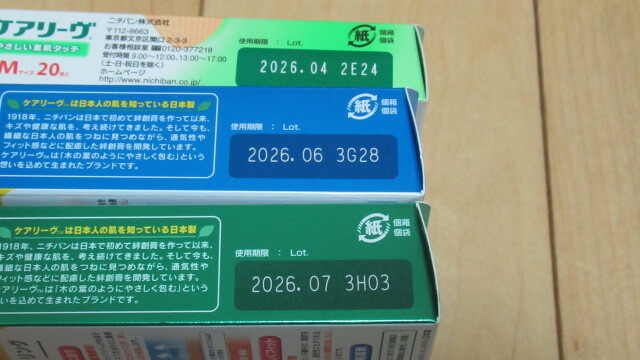 ケアリーヴ™
やさしい素肌タッチ
Mサイズ 20枚入
ニチバン株式会社
〒112-8663
東京都文京区関口2-3-3
お客様相談室 0120-377218
受付時間 9:00~12:00、13:00~17:00
(土・日・祝日を除く)
ホームページ
http://www.nichiban.co.jp
使用期限 : Lot.
2026.04 2E24
紙
個箱
個袋
ケアリーヴ™は日本人の肌を知っている日本製
1918年、ニチバンは日本で初めて絆創膏を作って以来、
キズや健康な肌を、考え続けてきました。そして今も、
繊細な日本人の肌をつねに見つめながら、通気性や
フィット感などに配慮した絆創膏を開発しています。
ケアリーヴ™は「木の葉のようにやさしく包む」という
想いを込めて生まれたブランドです。
使用期限 : Lot.
2026.06 3G28
紙
個箱
個袋
ケアリーヴ™は日本人の肌を知っている日本製
1918年、ニチバンは日本で初めて絆創膏を作って以来、
キズや健康な肌を、考え続けてきました。そして今も、
繊細な日本人の肌をつねに見つめながら、通気性や
フィット感などに配慮した絆創膏を開発しています。
ケアリーヴ™は「木の葉のようにやさしく包む」という
想いを込めて生まれたブランドです。
使用期限 : Lot.
2026.07 3H03
紙
個箱
個袋